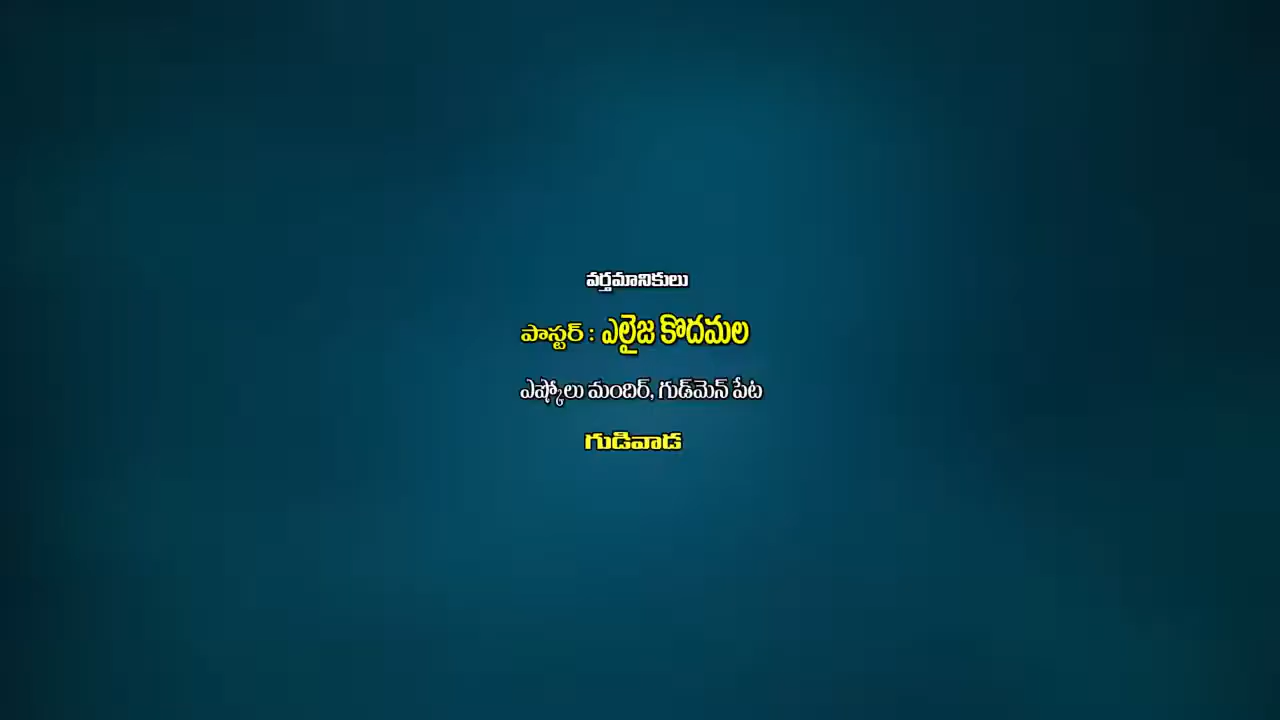 వర్తమానికులు
పాస్టర్ : ఎలైజ కొదమల
ఎష్కోలు మందిర్, గుడ్‌మెన్ పేట
గుడివాడ